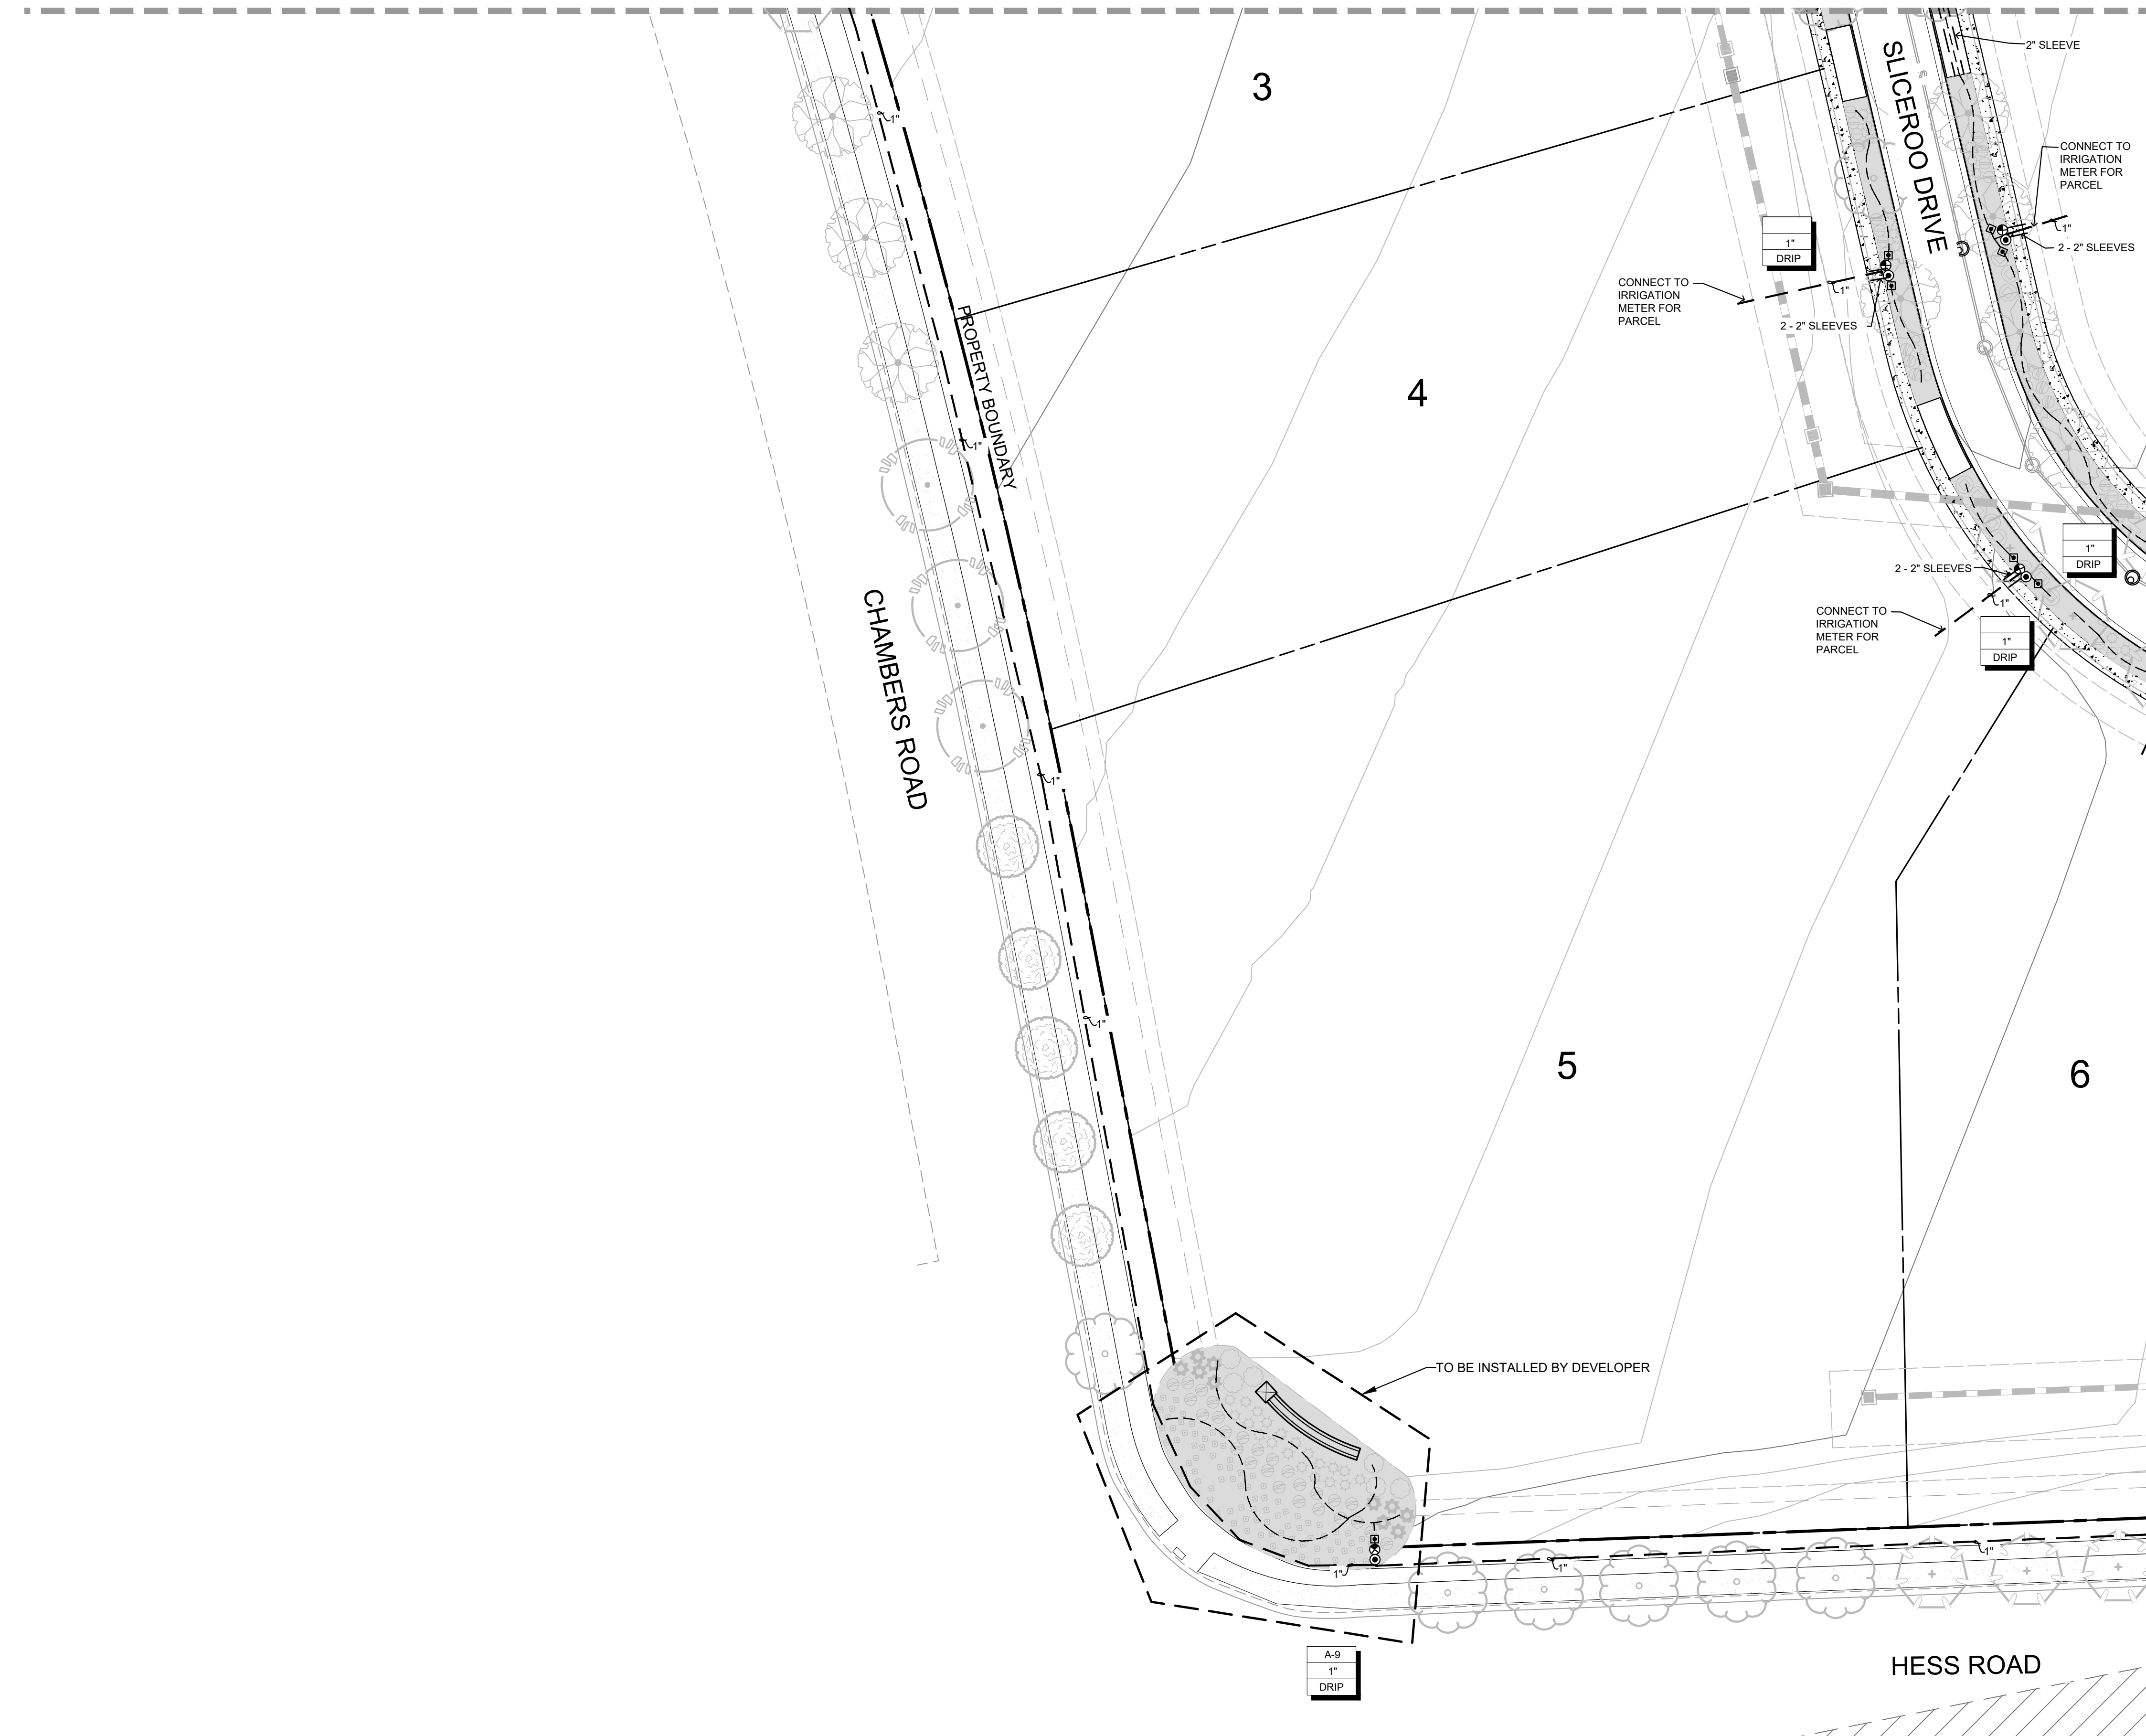 2" SLEEVE
3
SLICEROO DRIVE
1"
CONNECT TO
IRRIGATION
METER FOR
PARCEL
1"
2 - 2" SLEEVES
1"
DRIP
CONNECT TO
IRRIGATION
METER FOR
PARCEL
1"
2 - 2" SLEEVES
PROPERTY BOUNDARY
4
1"
1"
DRIP
2 - 2" SLEEVES
1"
CONNECT TO
IRRIGATION
METER FOR
PARCEL
1"
DRIP
CHAMBERS ROAD
1"
1"
5
6
TO BE INSTALLED BY DEVELOPER
1"
1"
1"
A-9
1"
DRIP
HESS ROAD